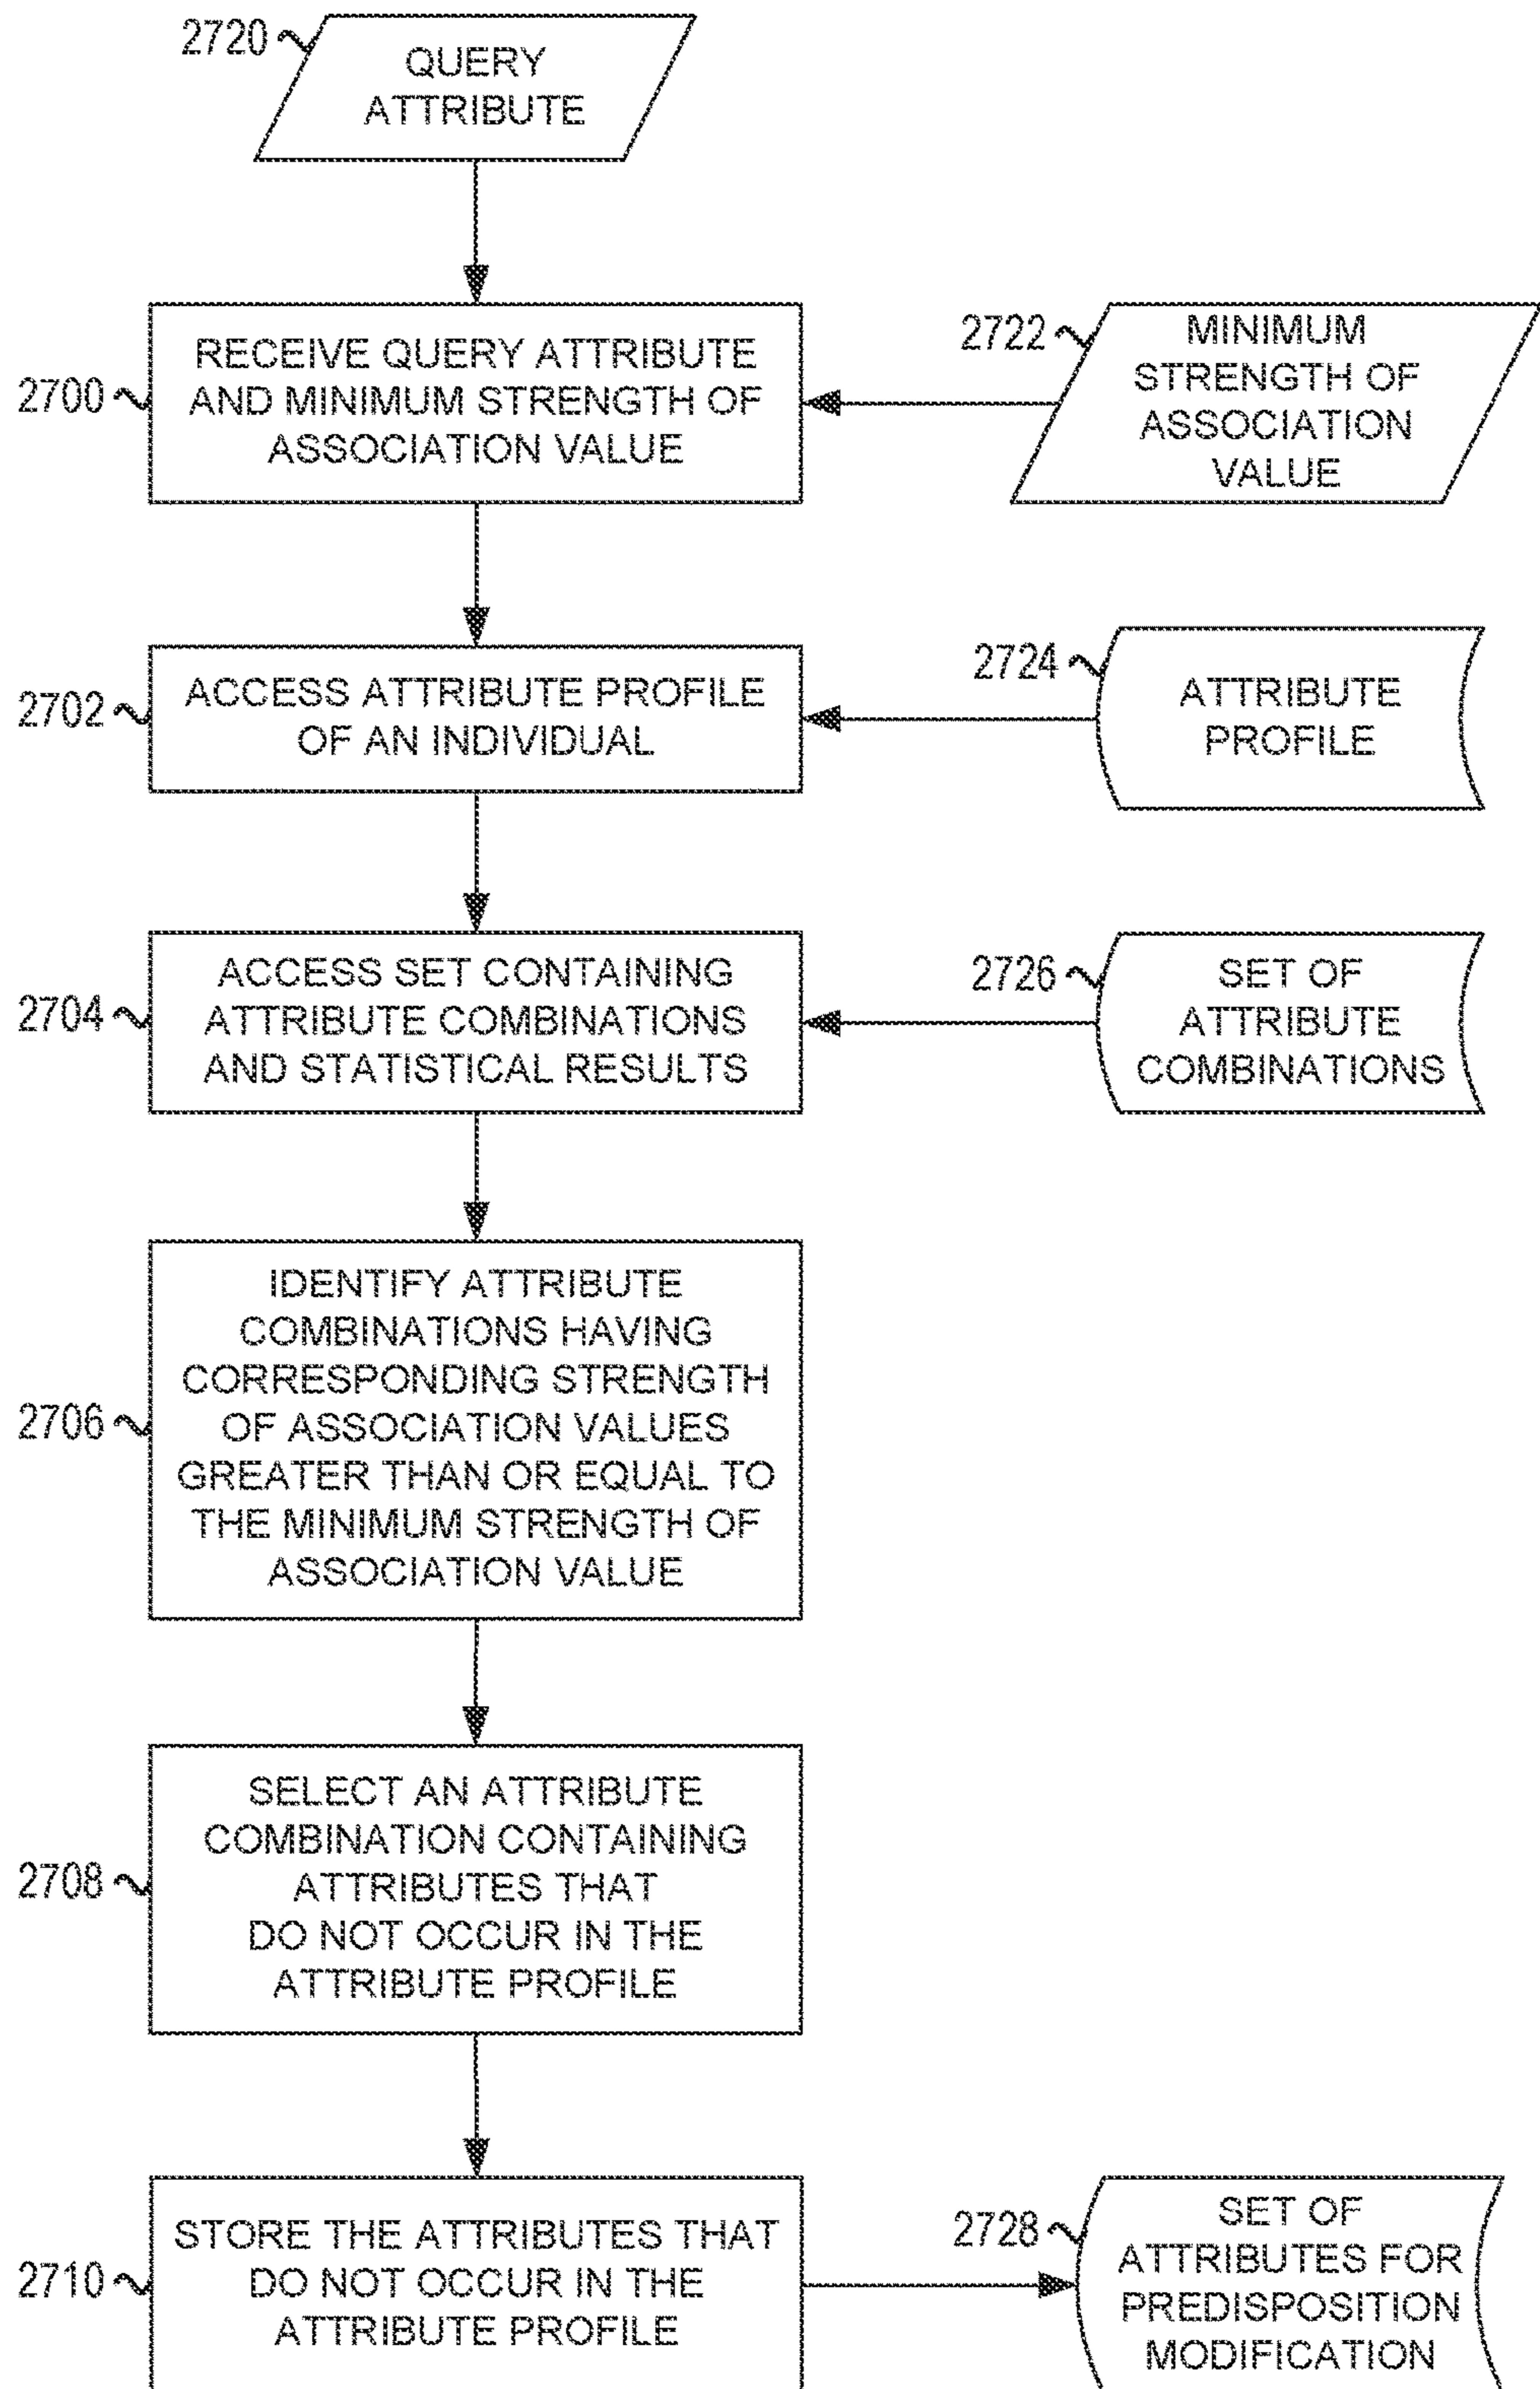 2720
QUERY
ATTRIBUTE
2700
RECEIVE QUERY ATTRIBUTE
AND MINIMUM STRENGTH OF
ASSOCIATION VALUE
2722
MINIMUM
STRENGTH OF
ASSOCIATION
VALUE
2702
ACCESS ATTRIBUTE PROFILE
OF AN INDIVIDUAL
2724
ATTRIBUTE
PROFILE
2704
ACCESS SET CONTAINING
ATTRIBUTE COMBINATIONS
AND STATISTICAL RESULTS
2726
SET OF
ATTRIBUTE
COMBINATIONS
2706
IDENTIFY ATTRIBUTE
COMBINATIONS HAVING
CORRESPONDING STRENGTH
OF ASSOCIATION VALUES
GREATER THAN OR EQUAL TO
THE MINIMUM STRENGTH OF
ASSOCIATION VALUE
2708
SELECT AN ATTRIBUTE
COMBINATION CONTAINING
ATTRIBUTES THAT
DO NOT OCCUR IN THE
ATTRIBUTE PROFILE
2710
STORE THE ATTRIBUTES THAT
DO NOT OCCUR IN THE
ATTRIBUTE PROFILE
2728
SET OF
ATTRIBUTES FOR
PREDISPOSITION
MODIFICATION